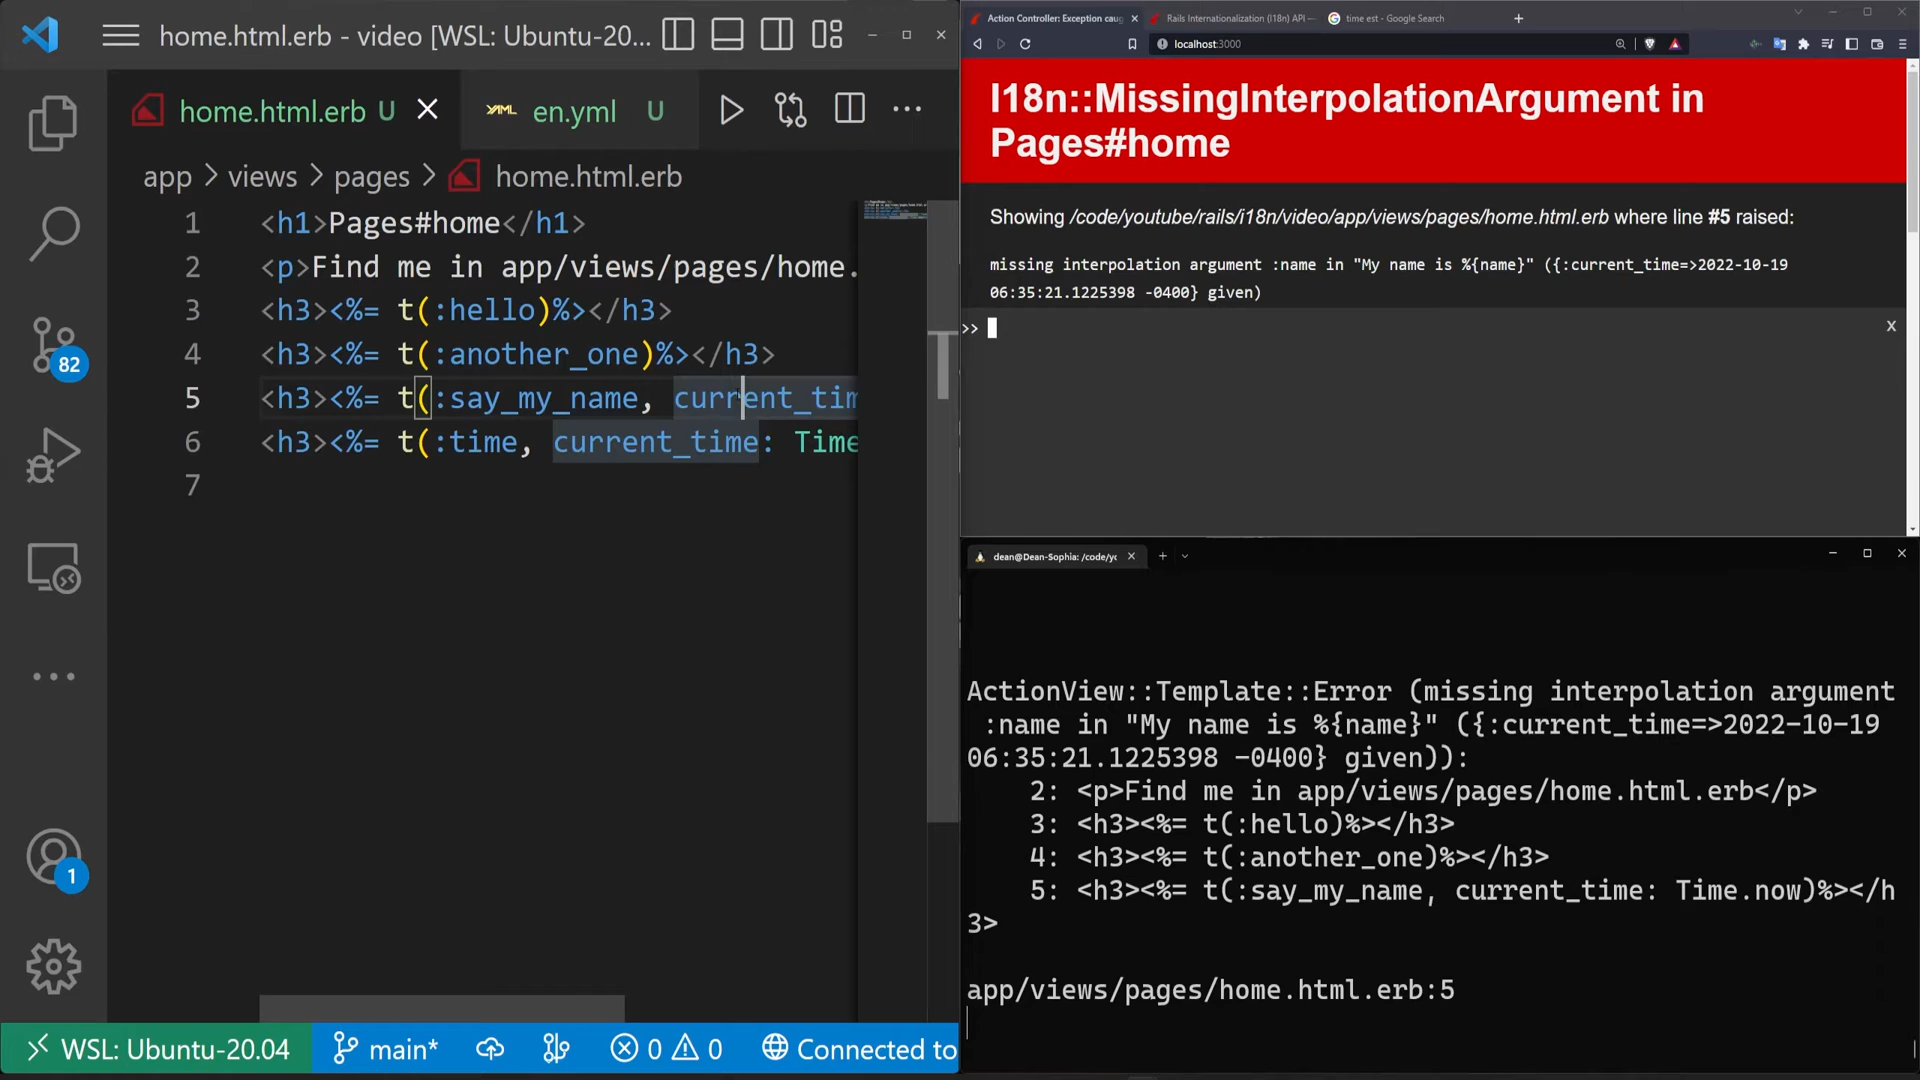 home.html.erb - video [WSL: Ubuntu-20...
home.html.erb U
YAML en.yml U
app > views > pages > home.html.erb
1 <h1>Pages#home</h1>
2 <p>Find me in app/views/pages/home.
3 <h3><%= t(:hello)%></h3>
4 <h3><%= t(:another_one)%></h3>
5 <h3><%= t(:say_my_name, current_tim
6 <h3><%= t(:time, current_time: Time
7
82
1
WSL: Ubuntu-20.04 main* 0 0 Connected to
Action Controller: Exception caug
Rails Internationalization (I18n) API —
time est - Google Search
localhost:3000
I18n::MissingInterpolationArgument in
Pages#home
Showing /code/youtube/rails/i18n/video/app/views/pages/home.html.erb where line #5 raised:
missing interpolation argument :name in "My name is %{name}" ({:current_time=>2022-10-19
06:35:21.1225398 -0400} given)
>> x
dean@Dean-Sophia: /code/yc
ActionView::Template::Error (missing interpolation argument
:name in "My name is %{name}" ({:current_time=>2022-10-19
06:35:21.1225398 -0400} given)):
2: <p>Find me in app/views/pages/home.html.erb</p>
3: <h3><%= t(:hello)%></h3>
4: <h3><%= t(:another_one)%></h3>
5: <h3><%= t(:say_my_name, current_time: Time.now)%></h
3>
app/views/pages/home.html.erb:5